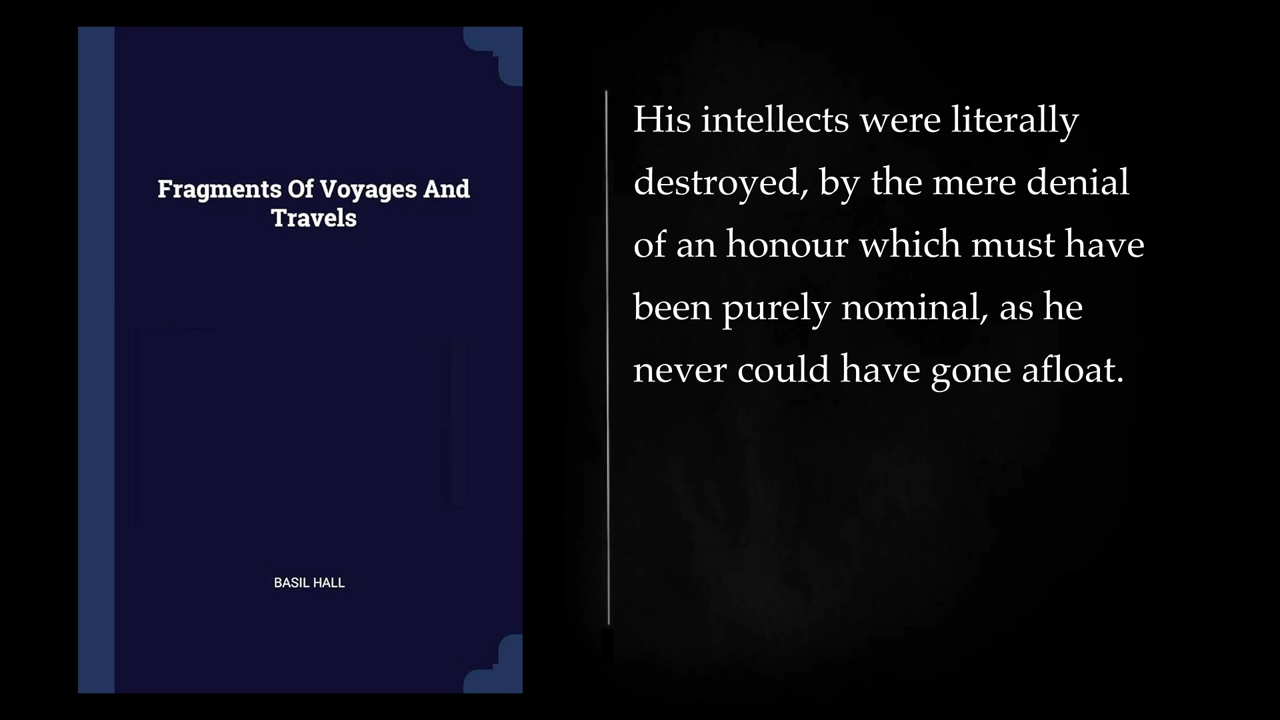 Fragments Of Voyages And
Travels
BASIL HALL
His intellects were literally
destroyed, by the mere denial
of an honour which must have
been purely nominal, as he
never could have gone afloat.